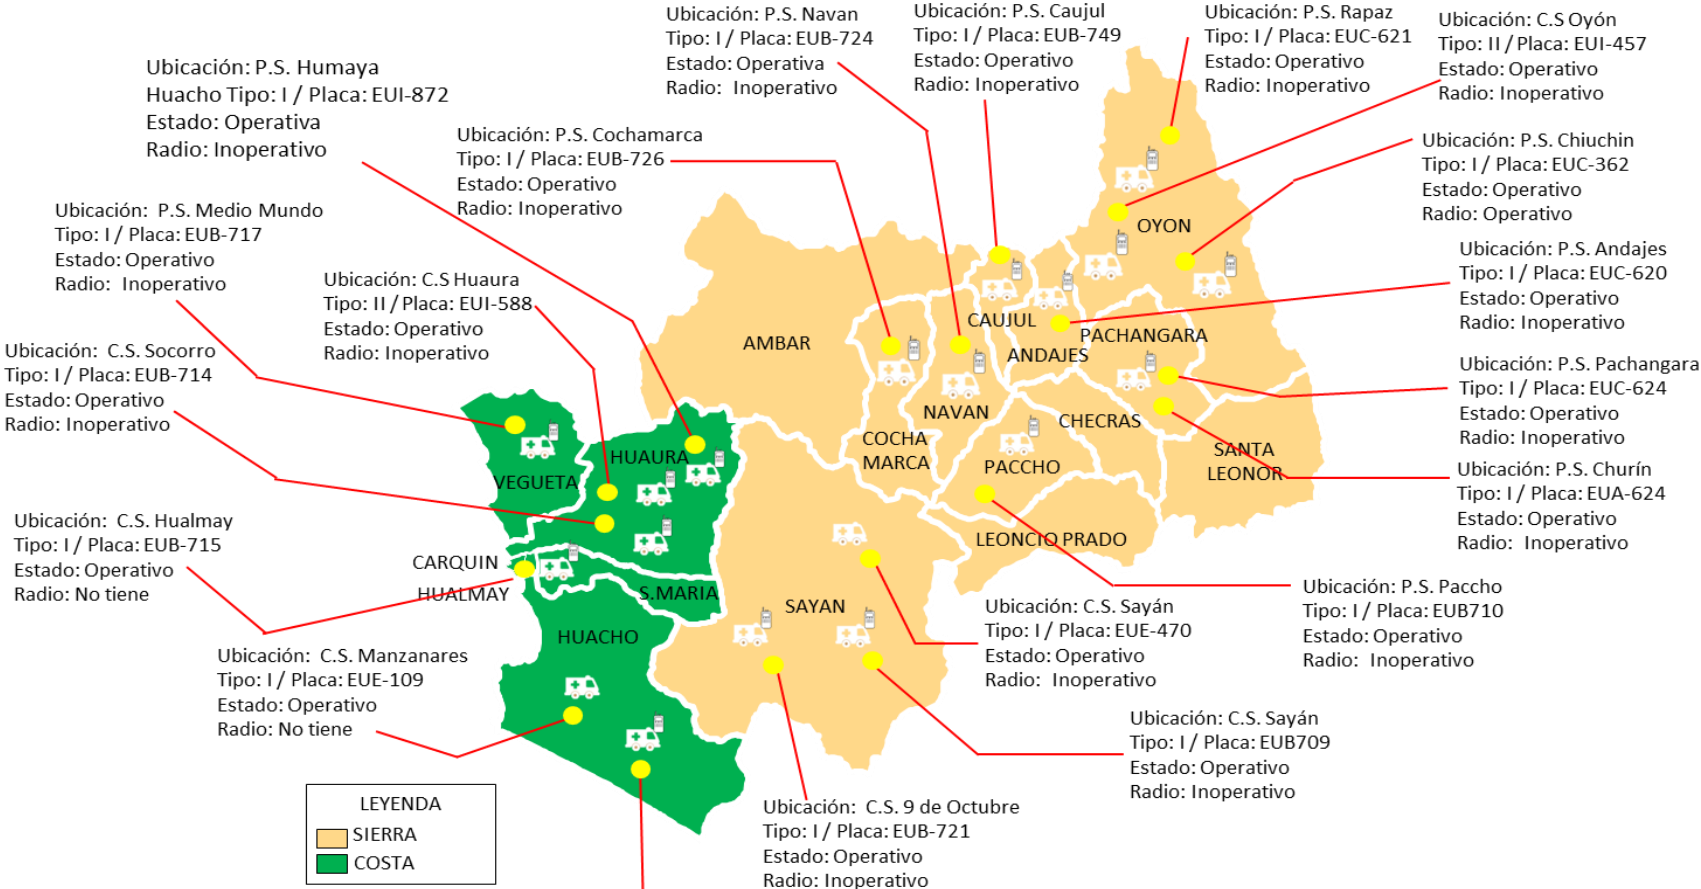 Ubicación: P.S. Humaya
Huacho Tipo: I / Placa: EUI-872
Estado: Operativa
Radio: Inoperativo
Ubicación: P.S. Navan
Tipo: I / Placa: EUB-724
Estado: Operativa
Radio: Inoperativo
Ubicación: P.S. Caujul
Tipo: I / Placa: EUB-749
Estado: Operativo
Radio: Inoperativo
Ubicación: P.S. Rapaz
Tipo: I / Placa: EUC-621
Estado: Operativo
Radio: Inoperativo
Ubicación: C.S Oyón
Tipo: II / Placa: EUI-457
Estado: Operativo
Radio: Inoperativo
Ubicación: P.S. Cochamarca
Tipo: I / Placa: EUB-726
Estado: Operativo
Radio: Inoperativo
Ubicación: P.S. Chiuchin
Tipo: I / Placa: EUC-362
Estado: Operativo
Radio: Operativo
Ubicación: P.S. Medio Mundo
Tipo: I / Placa: EUB-717
Estado: Operativo
Radio: Inoperativo
Ubicación: C.S Huaura
Tipo: II / Placa: EUI-588
Estado: Operativo
Radio: Inoperativo
Ubicación: P.S. Andajes
Tipo: I / Placa: EUC-620
Estado: Operativo
Radio: Inoperativo
Ubicación: C.S. Socorro
Tipo: I / Placa: EUB-714
Estado: Operativo
Radio: Inoperativo
Ubicación: P.S. Pachangara
Tipo: I / Placa: EUC-624
Estado: Operativo
Radio: Inoperativo
Ubicación: P.S. Churín
Tipo: I / Placa: EUA-624
Estado: Operativo
Radio: Inoperativo
Ubicación: C.S. Hualmay
Tipo: I / Placa: EUB-715
Estado: Operativo
Radio: No tiene
Ubicación: P.S. Paccho
Tipo: I / Placa: EUB710
Estado: Operativo
Radio: Inoperativo
Ubicación: C.S. Sayán
Tipo: I / Placa: EUE-470
Estado: Operativo
Radio: Inoperativo
Ubicación: C.S. Manzanares
Tipo: I / Placa: EUE-109
Estado: Operativo
Radio: No tiene
Ubicación: C.S. Sayán
Tipo: I / Placa: EUB709
Estado: Operativo
Radio: Inoperativo
Ubicación: C.S. 9 de Octubre
Tipo: I / Placa: EUB-721
Estado: Operativo
Radio: Inoperativo
OYON
AMBAR
CAUJUL
PACHANGARA
ANDAJES
NAVAN
CHECRAS
COCHA
MARCA
PACCHO
SANTA
LEONOR
HUAURA
VEGUETA
LEONCIO PRADO
CARQUIN
HUALMAY
S.MARIA
SAYAN
HUACHO
LEYENDA
SIERRA
COSTA